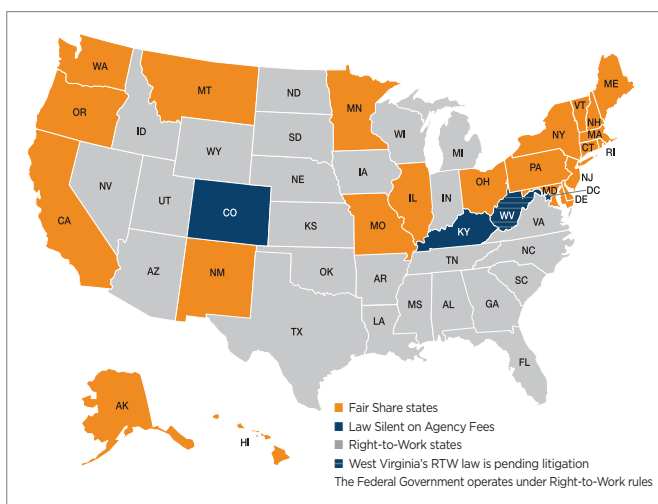 WA
MT
ND
MN
ME
VT
NH
OR
ID
SD
WI
NY
MA
CT
RI
WY
MI
IA
PA
NJ
NV
NE
OH
MD
DC
DE
UT
IL
IN
CA
CO
WV
VA
KS
MO
KY
NC
TN
AZ
NM
OK
AR
SC
MS
AL
GA
TX
LA
FL
AK
HI
Fair Share states
Law Silent on Agency Fees
Right-to-Work states
West Virginia's RTW law is pending litigation
The Federal Government operates under Right-to-Work rules